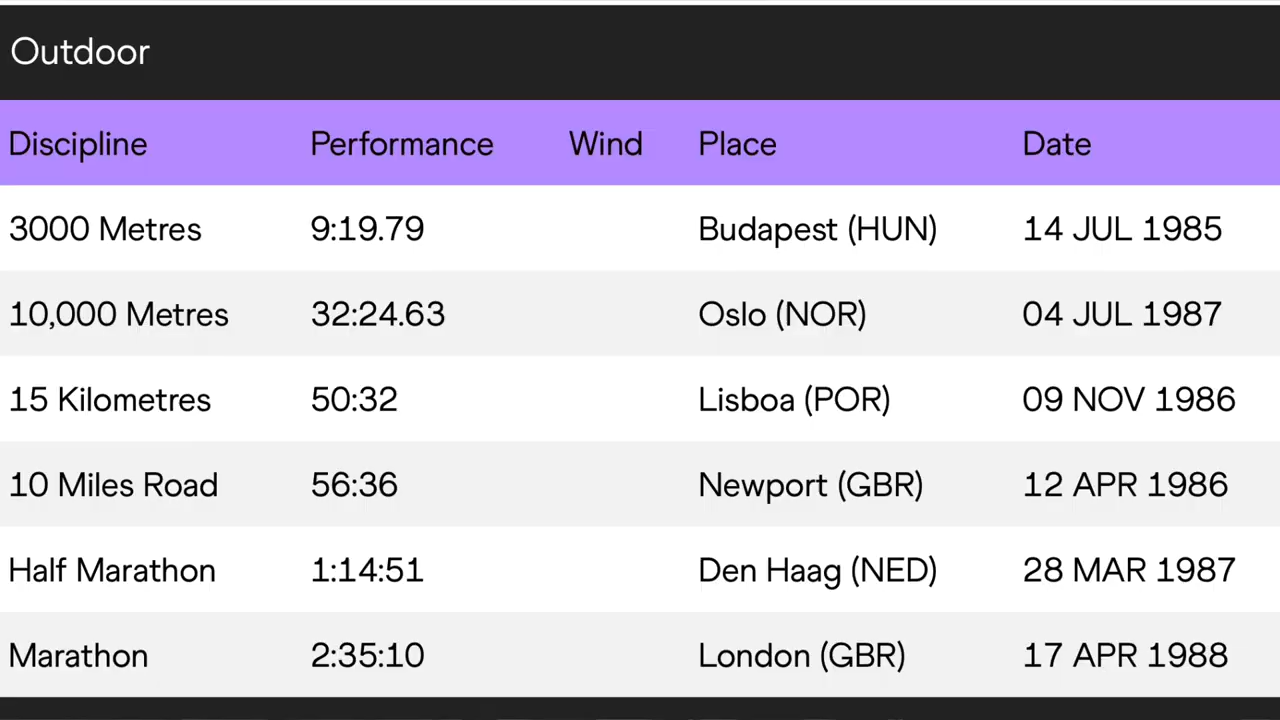 Outdoor
Discipline Performance Wind Place Date
3000 Metres 9:19.79 Budapest (HUN) 14 JUL 1985
10,000 Metres 32:24.63 Oslo (NOR) 04 JUL 1987
15 Kilometres 50:32 Lisboa (POR) 09 NOV 1986
10 Miles Road 56:36 Newport (GBR) 12 APR 1986
Half Marathon 1:14:51 Den Haag (NED) 28 MAR 1987
Marathon 2:35:10 London (GBR) 17 APR 1988